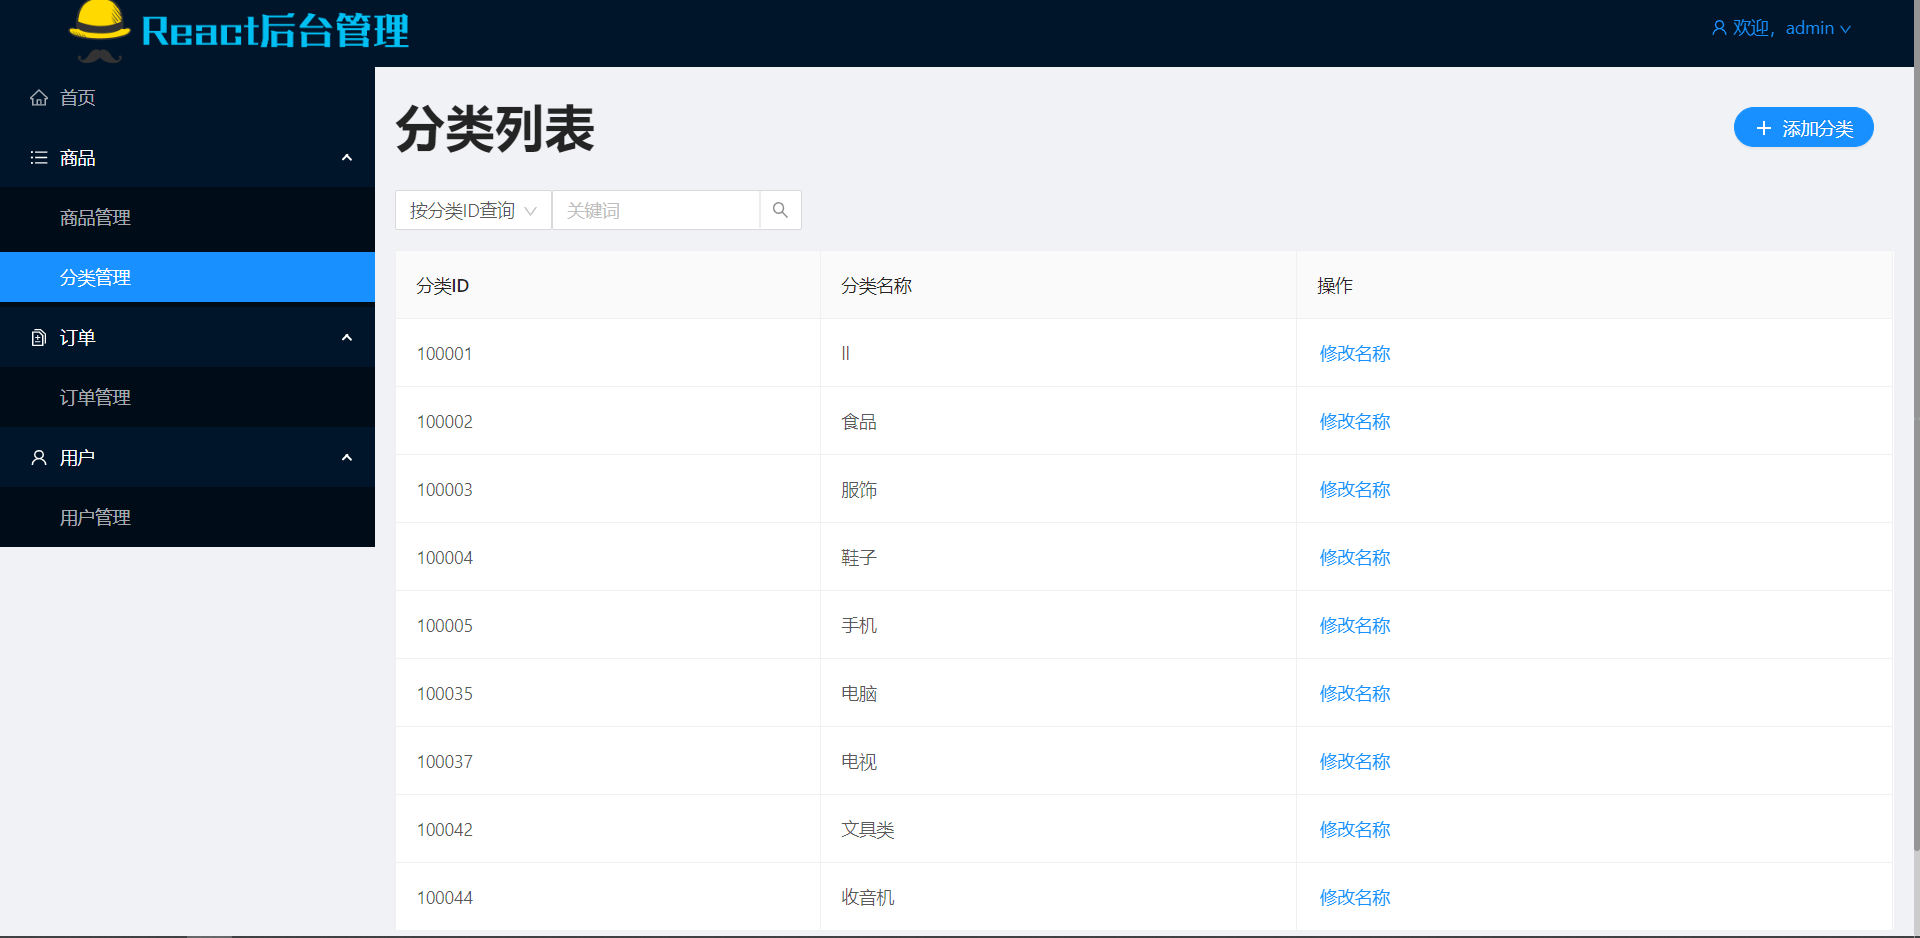 React后台管理
欢迎，admin
首页
商品
商品管理
分类管理
订单
订单管理
用户
用户管理
分类列表
添加分类
按分类ID查询 关键词
分类ID 分类名称 操作
100001 ll 修改名称
100002 食品 修改名称
100003 服饰 修改名称
100004 鞋子 修改名称
100005 手机 修改名称
100035 电脑 修改名称
100037 电视 修改名称
100042 文具类 修改名称
100044 收音机 修改名称